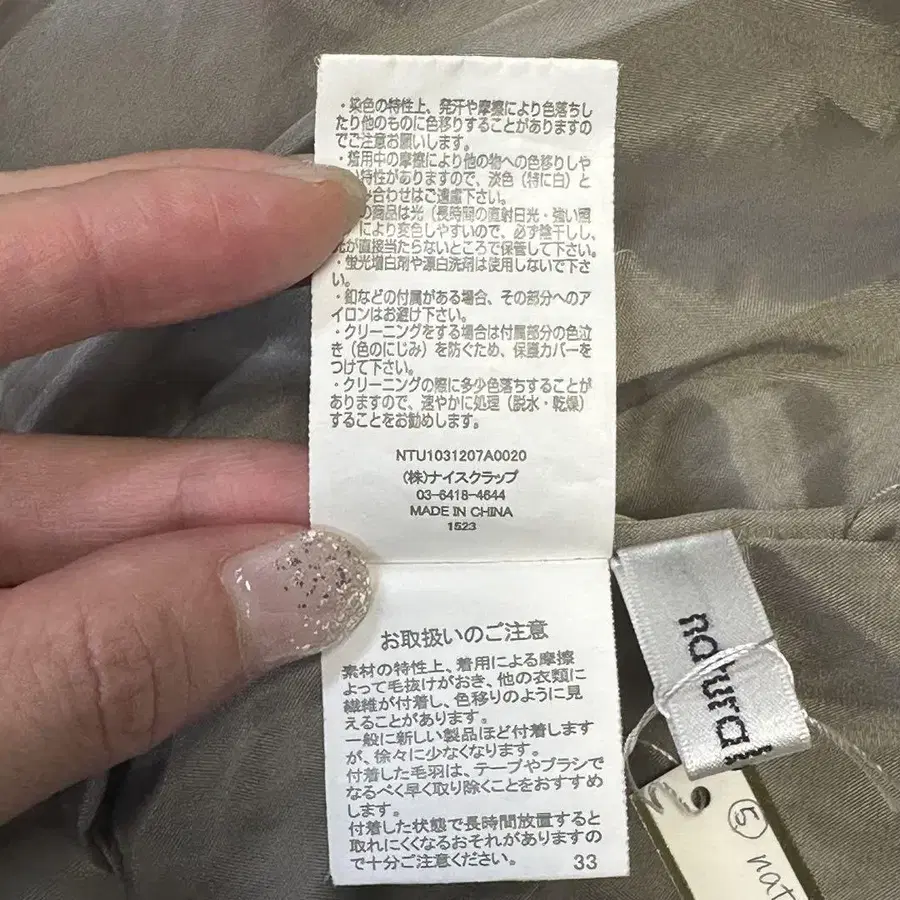 ・染色の特性上、発汗や摩擦により色落ちし
たり他のものに色移りすることがありますの
でご注意お願いします。
・着用中の摩擦により他の物への色移りしや
い特性がありますので、淡色（特に白）と
み合わせはご遠慮下さい。
の商品は光（長時間の直射日光・強い照
により変色しやすいので、必ず陰干しし、
光が直接当たらないところで保管して下さい。
・蛍光増白剤や漂白洗剤は使用しないで下さ
い。
・釦などの付属がある場合、その部分へのア
イロンはお避け下さい。
・クリーニングをする場合は付属部分の色泣
き（色のにじみ）を防ぐため、保護カバーを
つけて下さい。
・クリーニングの際に多少色落ちすることが
ありますので、速やかに処理（脱水・乾燥）
することをお勧めします。
NTU1031207A0020
(株)ナイスクラップ
03-6418-4644
MADE IN CHINA
1523
お取扱いのご注意
素材の特性上、着用による摩擦
よって毛抜けがおき、他の衣類に
繊維が付着し、色移りのように見
えることがあります。
一般に新しい製品ほど付着します
が、徐々に少なくなります。
付着した毛羽は、テープやブラシで
なるべく早く取り除くことをおすすめ
します。
付着した状態で長時間放置すると
取れにくくなるおそれがありますの
で十分ご注意ください。
33
natural
⑤ nat